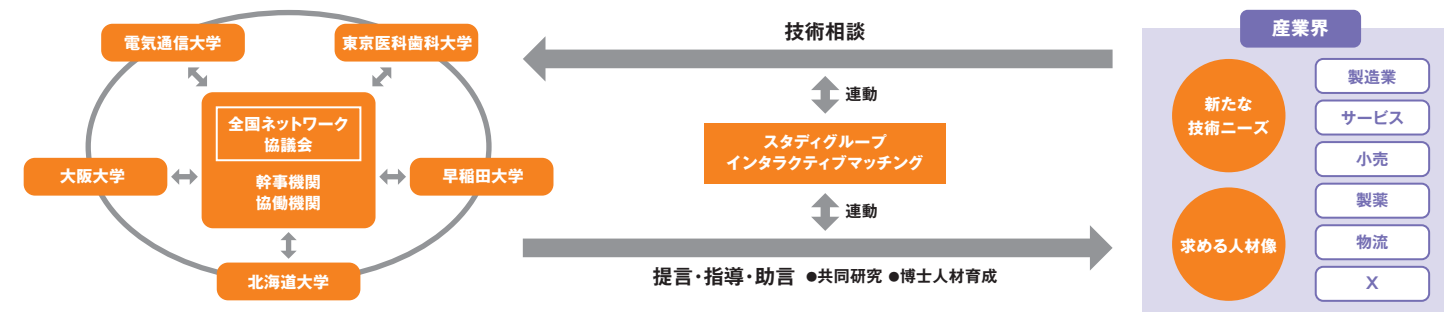 電気通信大学
東京医科歯科大学
全国ネットワーク
協議会
幹事機関
協働機関
大阪大学
早稲田大学
北海道大学
技術相談
連動
スタディグループ
インタラクティブマッチング
連動
提言・指導・助言 ●共同研究 ●博士人材育成
産業界
新たな
技術ニーズ
求める人材像
製造業
サービス
小売
製薬
物流
X